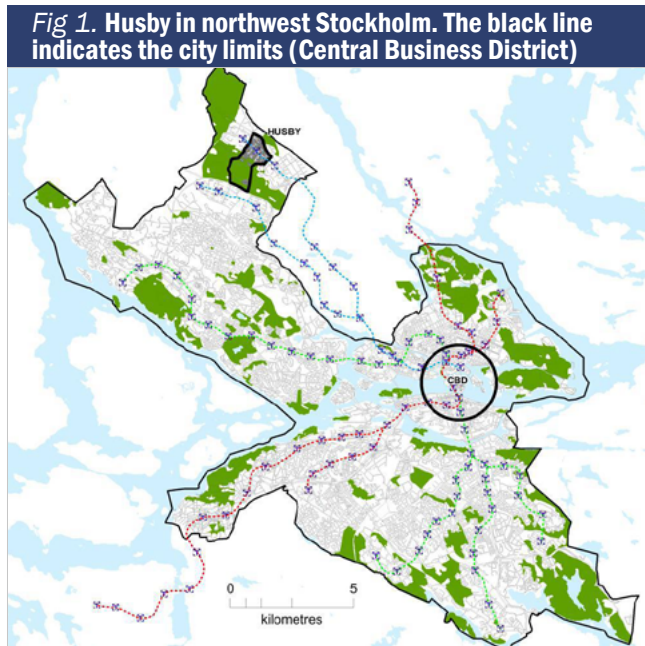 Fig 1. Husby in northwest Stockholm. The black line
indicates the city limits (Central Business District)
HUSBY
CBD
0 5
kilometres